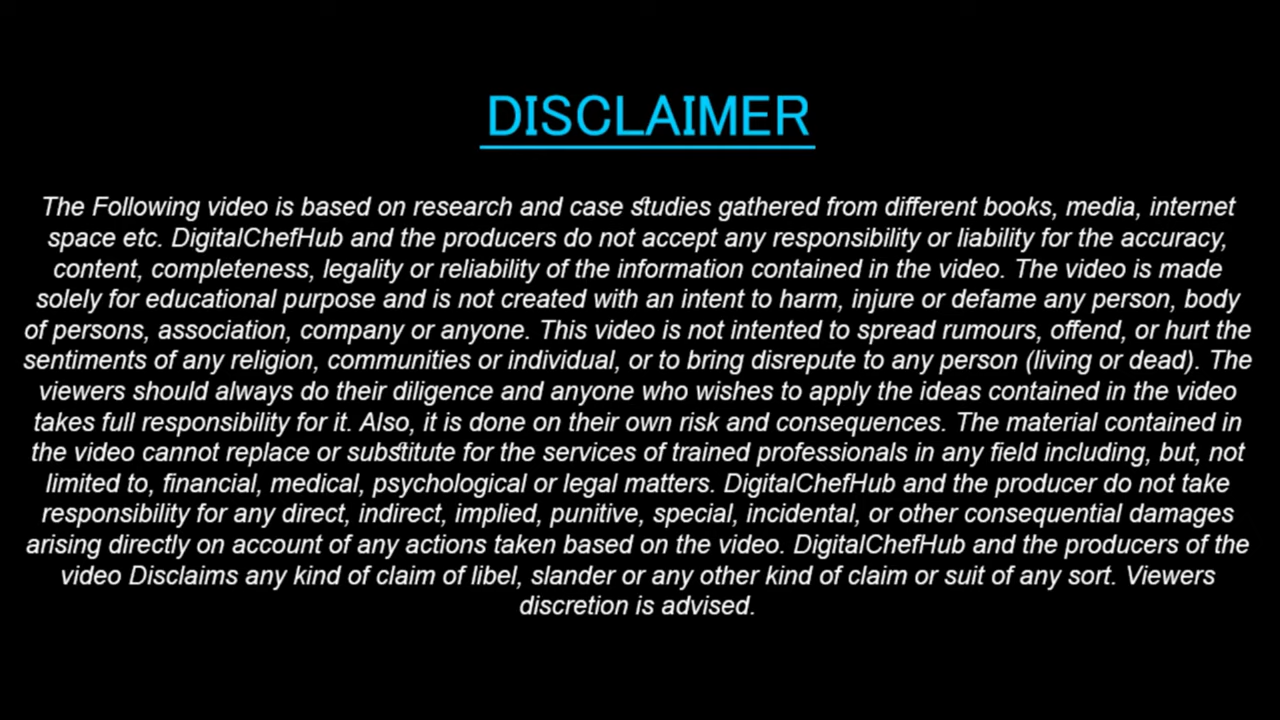 DISCLAIMER
The Following video is based on research and case studies gathered from different books, media, internet
space etc. DigitalChefHub and the producers do not accept any responsibility or liability for the accuracy,
content, completeness, legality or reliability of the information contained in the video. The video is made
solely for educational purpose and is not created with an intent to harm, injure or defame any person, body
of persons, association, company or anyone. This video is not intented to spread rumours, offend, or hurt the
sentiments of any religion, communities or individual, or to bring disrepute to any person (living or dead). The
viewers should always do their diligence and anyone who wishes to apply the ideas contained in the video
takes full responsibility for it. Also, it is done on their own risk and consequences. The material contained in
the video cannot replace or substitute for the services of trained professionals in any field including, but, not
limited to, financial, medical, psychological or legal matters. DigitalChefHub and the producer do not take
responsibility for any direct, indirect, implied, punitive, special, incidental, or other consequential damages
arising directly on account of any actions taken based on the video. DigitalChefHub and the producers of the
video Disclaims any kind of claim of libel, slander or any other kind of claim or suit of any sort. Viewers
discretion is advised.